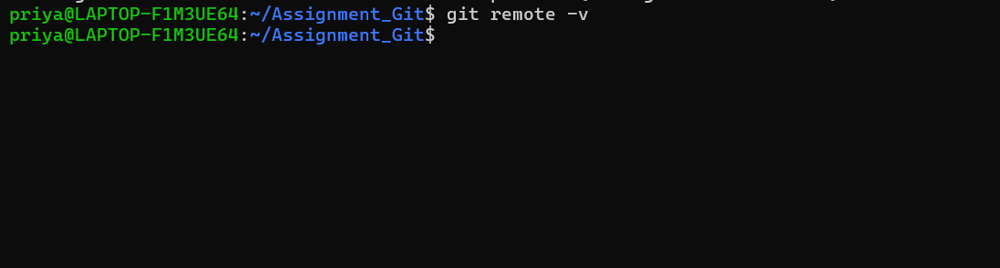 priya@LAPTOP-F1M3UE64:~/Assignment_Git$ git remote -v
priya@LAPTOP-F1M3UE64:~/Assignment_Git$